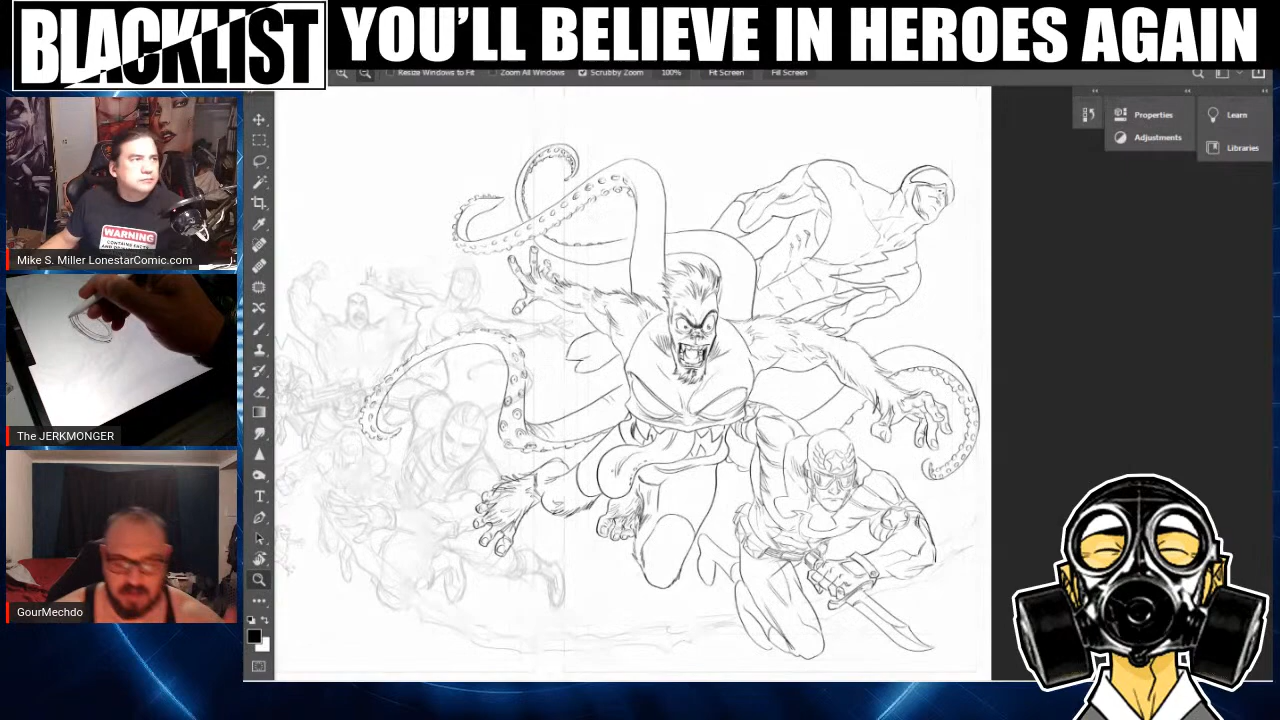 BLACKLIST
YOU'LL BELIEVE IN HEROES AGAIN
Resize Windows to Fit
Zoom All Windows
Scrubby Zoom
100%
Fit Screen
Fill Screen
Properties
Adjustments
Learn
Libraries
WARNING
Mike S. Miller LonestarComic.com
The JERKMONGER
GourMechdo